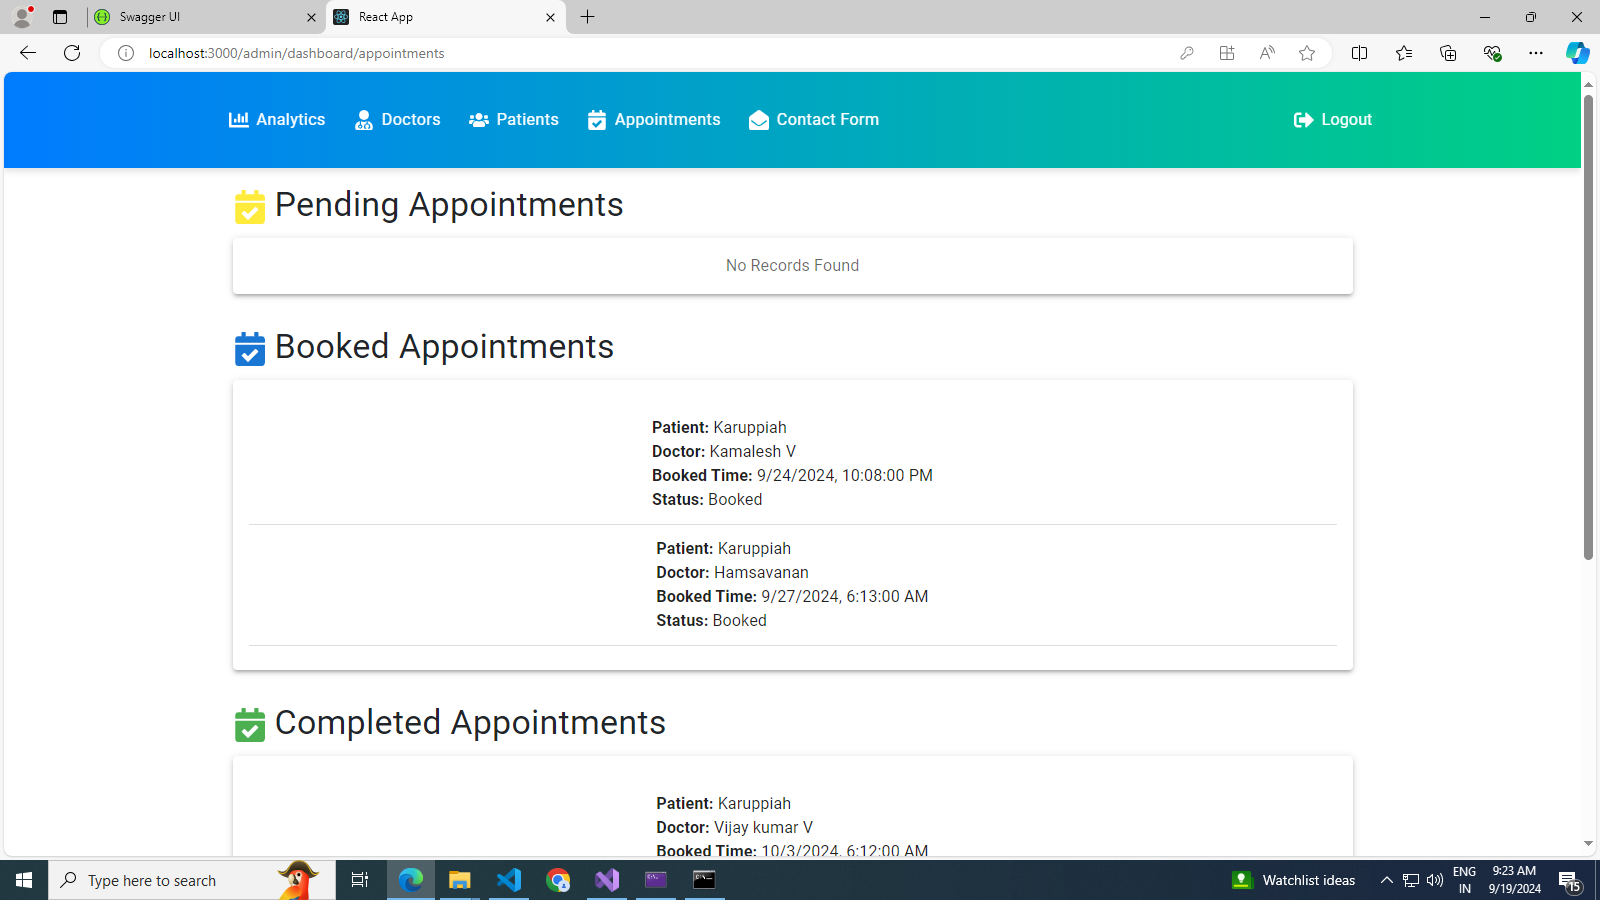 Swagger UI
React App
localhost:3000/admin/dashboard/appointments
Analytics
Doctors
Patients
Appointments
Contact Form
Logout
Pending Appointments
No Records Found
Booked Appointments
Patient: Karuppiah
Doctor: Kamalesh V
Booked Time: 9/24/2024, 10:08:00 PM
Status: Booked
Patient: Karuppiah
Doctor: Hamsavanan
Booked Time: 9/27/2024, 6:13:00 AM
Status: Booked
Completed Appointments
Patient: Karuppiah
Doctor: Vijay kumar V
Booked Time: 10/3/2024, 6:12:00 AM
Type here to search
Watchlist ideas
ENG
IN
9:23 AM
9/19/2024
15